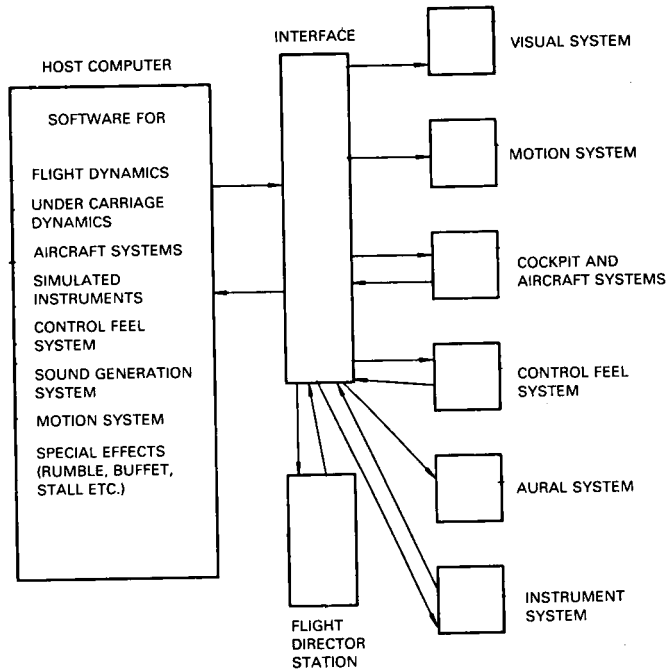 HOST COMPUTER
SOFTWARE FOR
FLIGHT DYNAMICS
UNDER CARRIAGE
DYNAMICS
AIRCRAFT SYSTEMS
SIMULATED
INSTRUMENTS
CONTROL FEEL
SYSTEM
SOUND GENERATION
SYSTEM
MOTION SYSTEM
SPECIAL EFFECTS
(RUMBLE, BUFFET,
STALL ETC.)
INTERFACE
VISUAL SYSTEM
MOTION SYSTEM
COCKPIT AND
AIRCRAFT SYSTEMS
CONTROL FEEL
SYSTEM
AURAL SYSTEM
INSTRUMENT
SYSTEM
FLIGHT
DIRECTOR
STATION